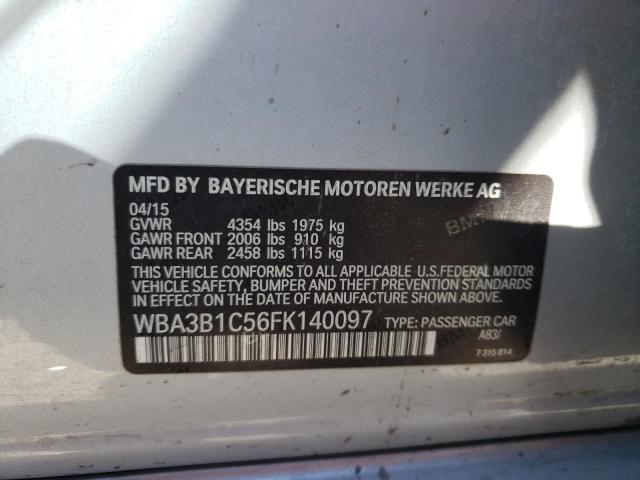 MFD BY BAYERISCHE MOTOREN WERKE AG
04/15
GVWR 4354 lbs 1975 kg
GAWR FRONT 2006 lbs 910 kg
GAWR REAR 2458 lbs 1115 kg
THIS VEHICLE CONFORMS TO ALL APPLICABLE U.S.FEDERAL MOTOR
VEHICLE SAFETY, BUMPER AND THEFT PREVENTION STANDARDS
IN EFFECT ON THE DATE OF MANUFACTURE SHOWN ABOVE.
WBA3B1C56FK140097 TYPE: PASSENGER CAR
A83/
7 315 814